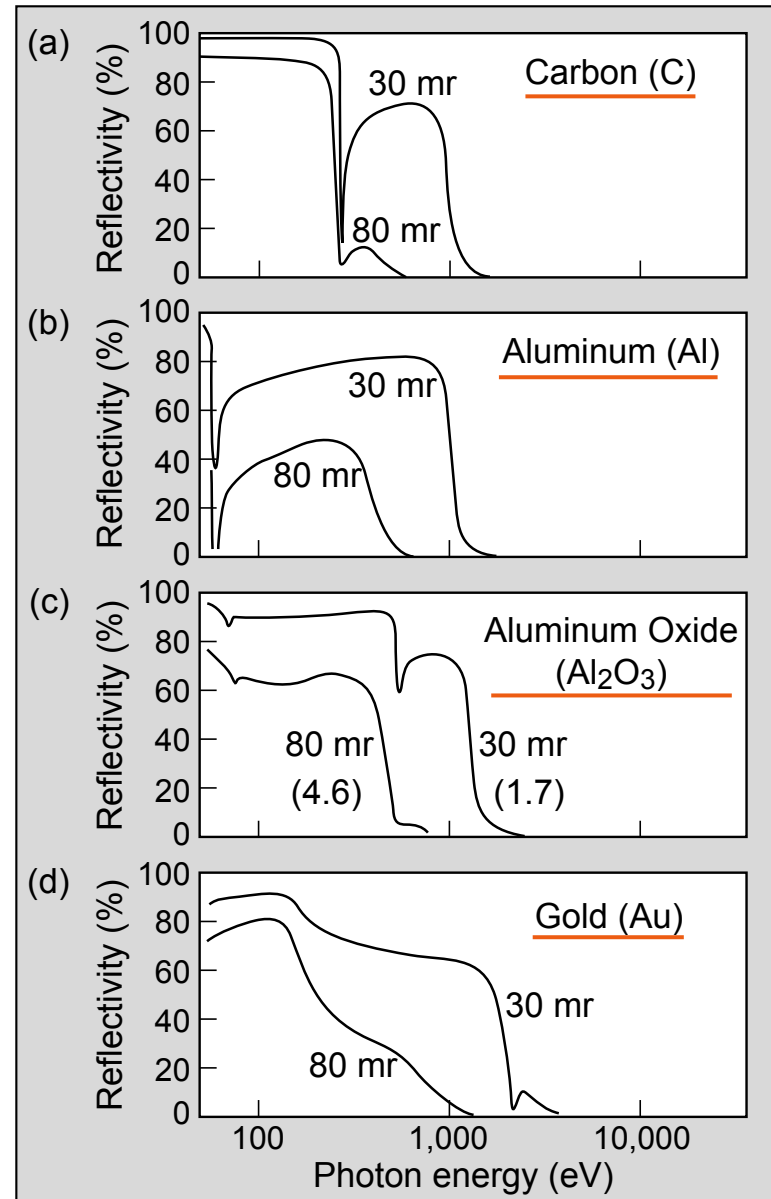 (a)
Reflectivity (%)
100
80
60
40
20
0
30 mr
80 mr
Carbon (C)
(b)
Reflectivity (%)
100
80
60
40
20
0
30 mr
80 mr
Aluminum (Al)
(c)
Reflectivity (%)
100
80
60
40
20
0
80 mr
(4.6)
30 mr
(1.7)
Aluminum Oxide
(Al₂O₃)
(d)
Reflectivity (%)
100
80
60
40
20
0
80 mr
30 mr
Gold (Au)
100
1,000
10,000
Photon energy (eV)